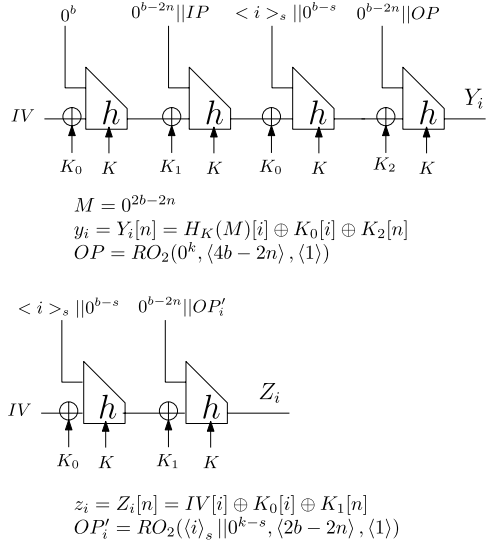 0^b 0^{b−2n}||IP < i >_s ||0^{b−s} 0^{b−2n}||OP
IV h h h h Y_i
K_0 K K_1 K K_0 K K_2 K
M = 0^{2b−2n}
y_i = Y_i[n] = H_K(M)[i] ⊕ K_0[i] ⊕ K_2[n]
OP = RO_2(0^k, ⟨4b − 2n⟩ , ⟨1⟩)
< i >_s ||0^{b−s} 0^{b−2n}||OP'_i
IV h h Z_i
K_0 K K_1 K
z_i = Z_i[n] = IV[i] ⊕ K_0[i] ⊕ K_1[n]
OP'_i = RO_2(⟨i⟩_s ||0^{k−s}, ⟨2b − 2n⟩ , ⟨1⟩)